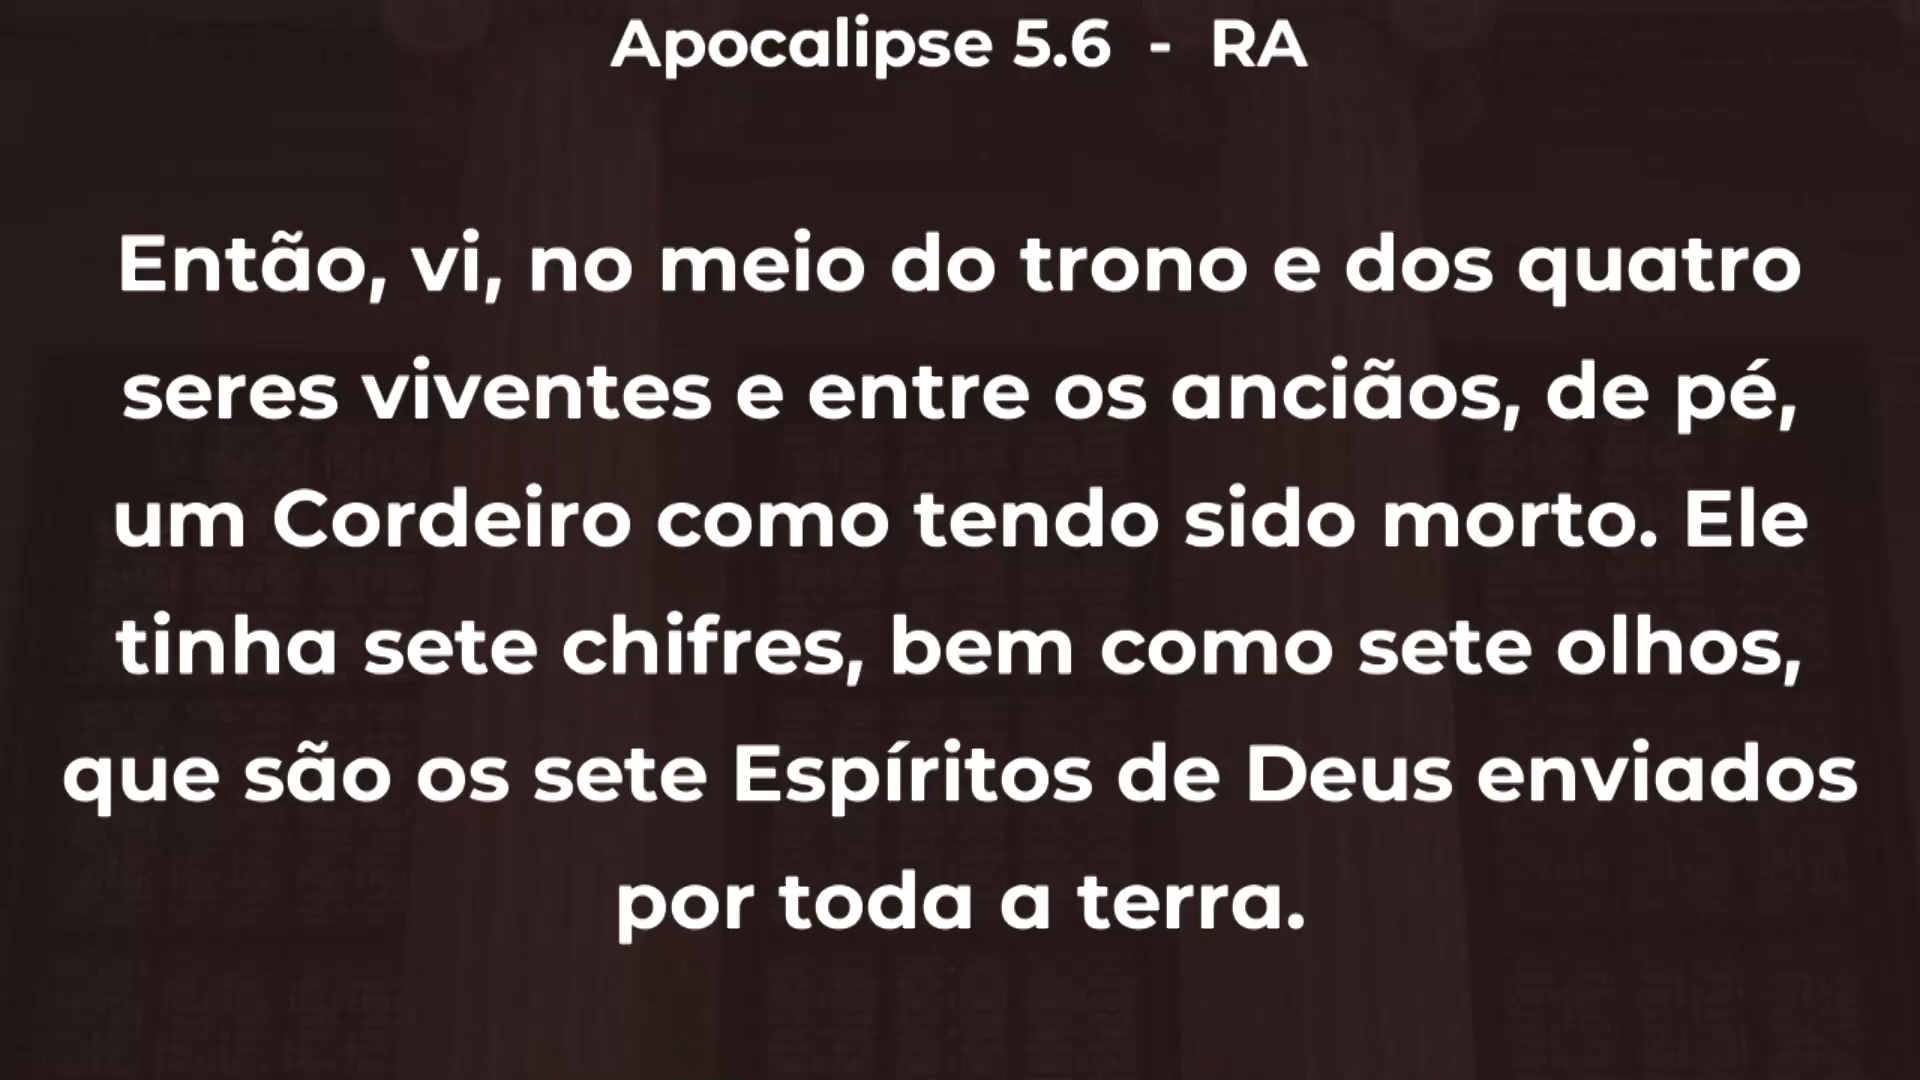 Apocalipse 5.6 - RA
Então, vi, no meio do trono e dos quatro
seres viventes e entre os anciãos, de pé,
um Cordeiro como tendo sido morto. Ele
tinha sete chifres, bem como sete olhos,
que são os sete Espíritos de Deus enviados
por toda a terra.